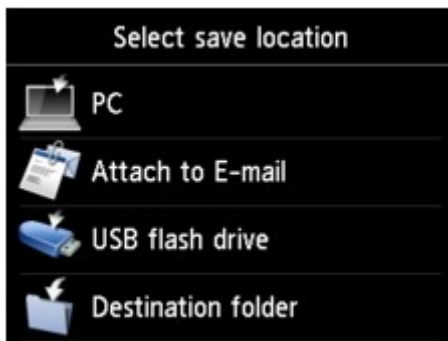 Select save location
PC
Attach to E-mail
USB flash drive
Destination folder